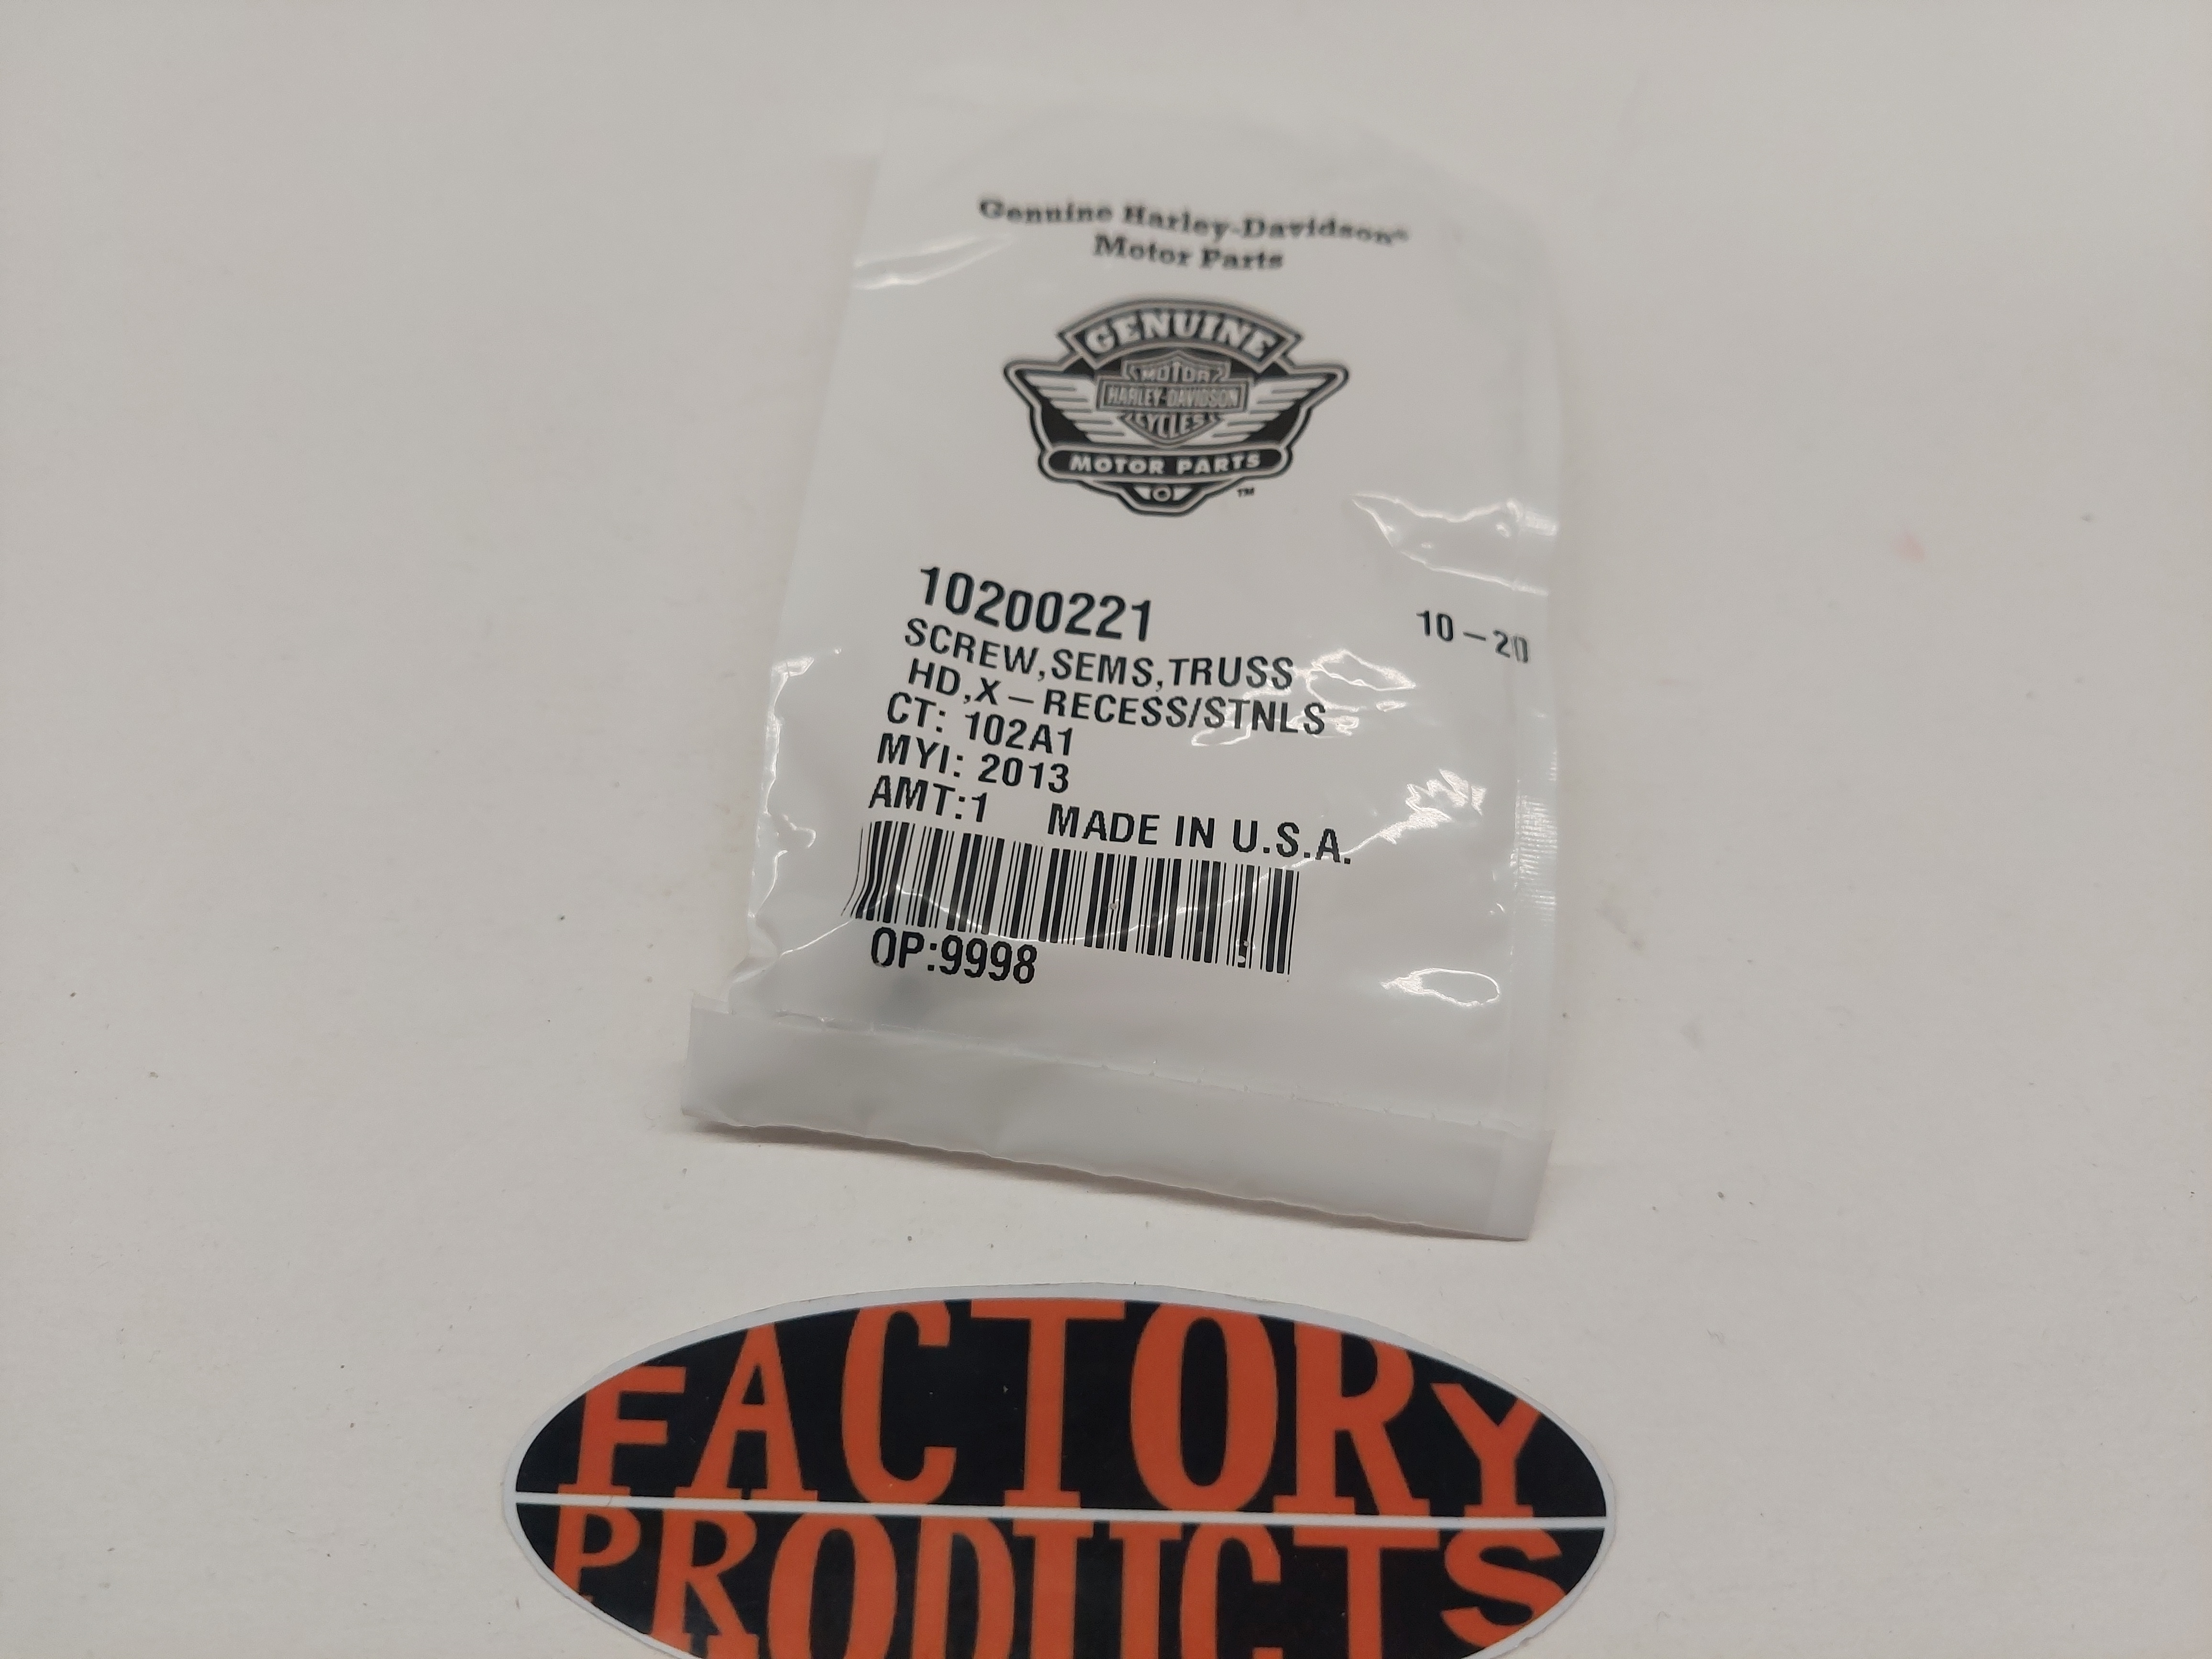 Genuine Harley-Davidson®
Motor Parts
GENUINE
MOTOR
HARLEY-DAVIDSON
CYCLES
MOTOR PARTS
™
10200221
10-20
SCREW,SEMS,TRUSS
HD,X-RECESS/STNLS
CT: 102A1
MYI: 2013
AMT:1 MADE IN U.S.A.
OP:9998
FACTORY
PRODUCTS